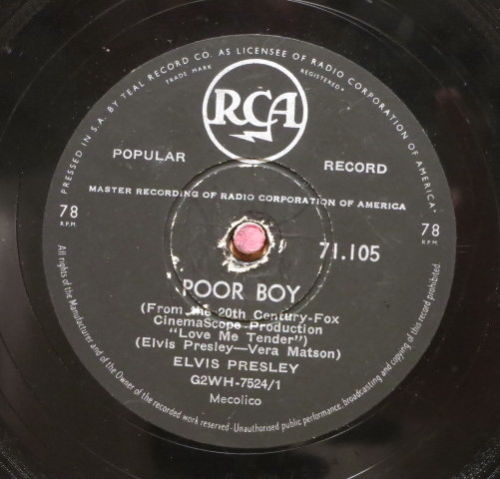 PRESSED IN S.A. BY TEAL RECORD CO. AS LICENSEE OF RADIO CORPORATION OF AMERICA
TRADE MARK
REGISTERED
RCA
POPULAR RECORD
MASTER RECORDING OF RADIO CORPORATION OF AMERICA
78 78
R.P.M. R.P.M.
71.105
POOR BOY
(From the 20th Century-Fox
CinemaScope Production
"Love Me Tender")
(Elvis Presley—Vera Matson)
ELVIS PRESLEY
G2WH-7524/1
Mecolico
All rights of the Manufacturer and of the Owner of the recorded work reserved - Unauthorised public performance, broadcasting and copying of this record prohibited.